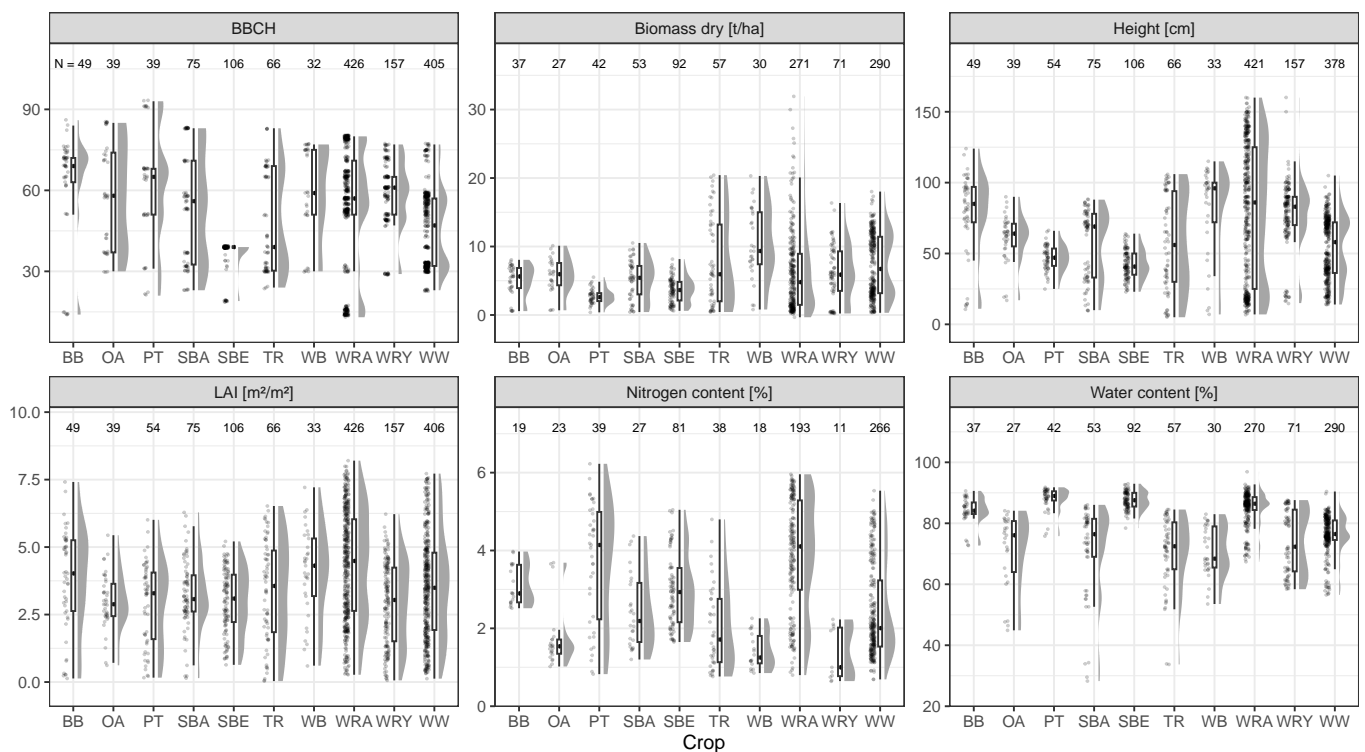 BBCH
Biomass dry [t/ha]
Height [cm]
N = 49 39 39 75 106 66 32 426 157 405
37 27 42 53 92 57 30 271 71 290
49 39 54 75 106 66 33 421 157 378
90
60
30
30
20
10
0
150
100
50
0
BB OA PT SBA SBE TR WB WRA WRY WW
BB OA PT SBA SBE TR WB WRA WRY WW
BB OA PT SBA SBE TR WB WRA WRY WW
LAI [m²/m²]
Nitrogen content [%]
Water content [%]
49 39 54 75 106 66 33 426 157 406
19 23 39 27 81 38 18 193 11 266
37 27 42 53 92 57 30 270 71 290
10.0
7.5
5.0
2.5
0.0
6
4
2
0
100
80
60
40
20
BB OA PT SBA SBE TR WB WRA WRY WW
BB OA PT SBA SBE TR WB WRA WRY WW
BB OA PT SBA SBE TR WB WRA WRY WW
Crop